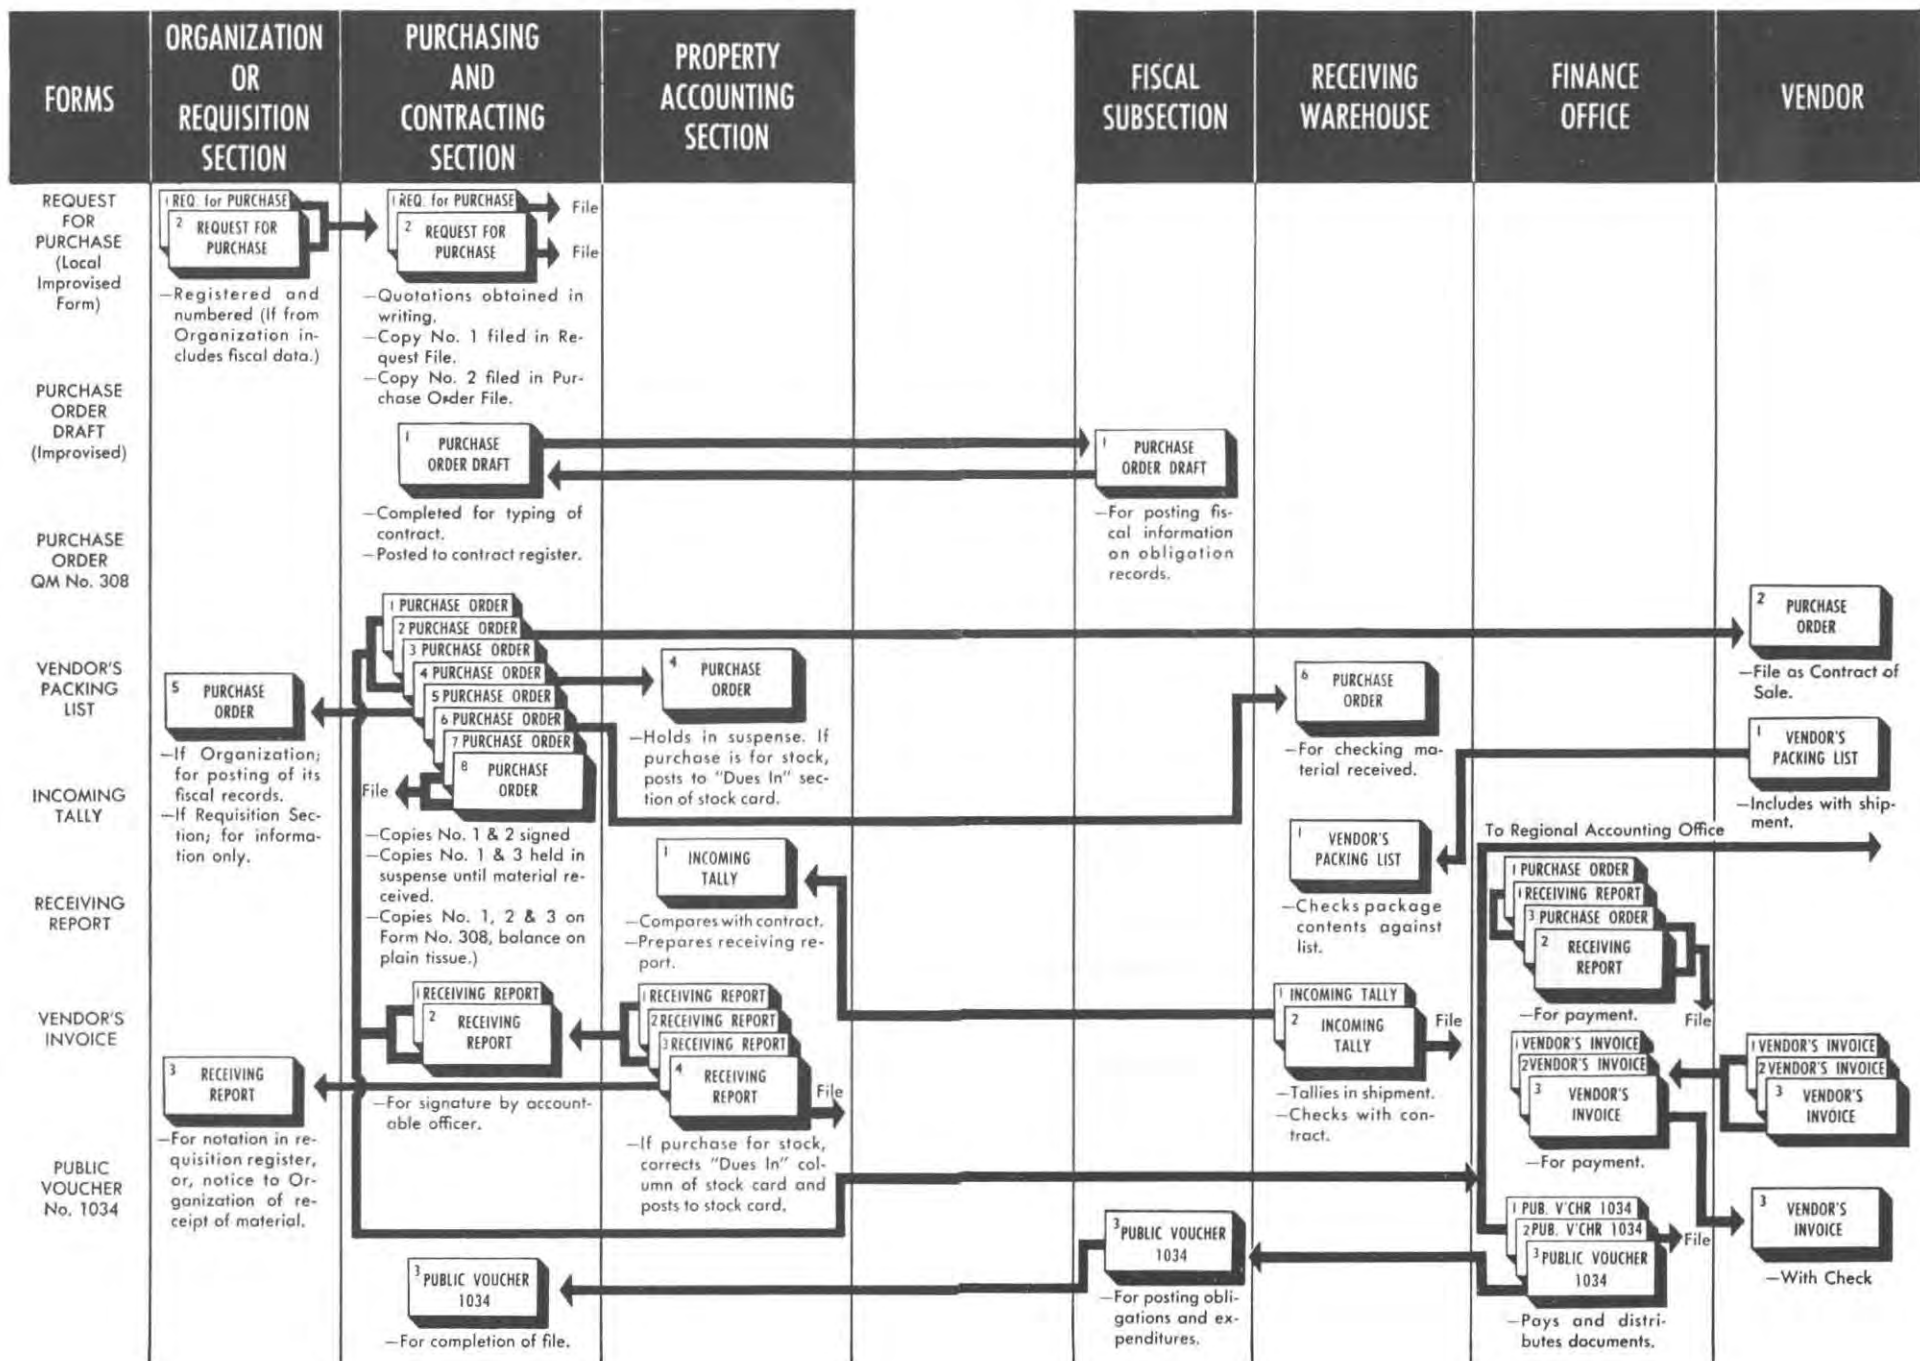 FORMS
ORGANIZATION
OR
REQUISITION
SECTION
PURCHASING
AND
CONTRACTING
SECTION
PROPERTY
ACCOUNTING
SECTION
FISCAL
SUBSECTION
RECEIVING
WAREHOUSE
FINANCE
OFFICE
VENDOR
REQUEST
FOR
PURCHASE
(Local
Improvised
Form)
1 REQ. for PURCHASE
2 REQUEST FOR
PURCHASE
—Registered and
numbered (If from
Organization in-
cludes fiscal data.)
1 REQ. for PURCHASE
File
2 REQUEST FOR
PURCHASE
File
—Quotations obtained in
writing.
—Copy No. 1 filed in Re-
quest File.
—Copy No. 2 filed in Pur-
chase Order File.
PURCHASE
ORDER
DRAFT
(Improvised)
1 PURCHASE
ORDER DRAFT
—Completed for typing of
contract.
—Posted to contract register.
1 PURCHASE
ORDER DRAFT
—For posting fis-
cal information
on obligation
records.
PURCHASE
ORDER
QM No. 308
1 PURCHASE ORDER
2 PURCHASE ORDER
3 PURCHASE ORDER
4 PURCHASE ORDER
5 PURCHASE ORDER
6 PURCHASE ORDER
7 PURCHASE ORDER
8 PURCHASE
ORDER
File
—Copies No. 1 & 2 signed
—Copies No. 1 & 3 held in
suspense until material re-
ceived.
—Copies No. 1, 2 & 3 on
Form No. 308, balance on
plain tissue.)
2 PURCHASE
ORDER
—File as Contract of
Sale.
VENDOR'S
PACKING
LIST
5 PURCHASE
ORDER
—If Organization;
for posting of its
fiscal records.
—If Requisition Sec-
tion; for informa-
tion only.
4 PURCHASE
ORDER
—Holds in suspense. If
purchase is for stock,
posts to "Dues In" sec-
tion of stock card.
6 PURCHASE
ORDER
—For checking ma-
terial received.
1 VENDOR'S
PACKING LIST
—Includes with ship-
ment.
INCOMING
TALLY
1 INCOMING
TALLY
—Compares with contract.
—Prepares receiving re-
port.
1 VENDOR'S
PACKING LIST
—Checks package
contents against
list.
To Regional Accounting Office
1 PURCHASE ORDER
1 RECEIVING REPORT
3 PURCHASE ORDER
2 RECEIVING
REPORT
—For payment.
File
RECEIVING
REPORT
1 RECEIVING REPORT
2 RECEIVING
REPORT
—For signature by account-
able officer.
1 RECEIVING REPORT
2 RECEIVING REPORT
3 RECEIVING REPORT
4 RECEIVING
REPORT
File
—If purchase for stock,
corrects "Dues In" col-
umn of stock card and
posts to stock card.
1 INCOMING TALLY
2 INCOMING
TALLY
File
—Tallies in shipment.
—Checks with con-
tract.
VENDOR'S
INVOICE
3 RECEIVING
REPORT
—For notation in re-
quisition register,
or, notice to Or-
ganization of re-
ceipt of material.
1 VENDOR'S INVOICE
2 VENDOR'S INVOICE
3 VENDOR'S
INVOICE
—For payment.
1 VENDOR'S INVOICE
2 VENDOR'S INVOICE
3 VENDOR'S
INVOICE
PUBLIC
VOUCHER
No. 1034
3 PUBLIC VOUCHER
1034
—For completion of file.
3 PUBLIC VOUCHER
1034
—For posting obli-
gations and ex-
penditures.
1 PUB. V'CHR 1034
2 PUB. V'CHR 1034
3 PUBLIC VOUCHER
1034
File
—Pays and distri-
butes documents.
3 VENDOR'S
INVOICE
—With Check